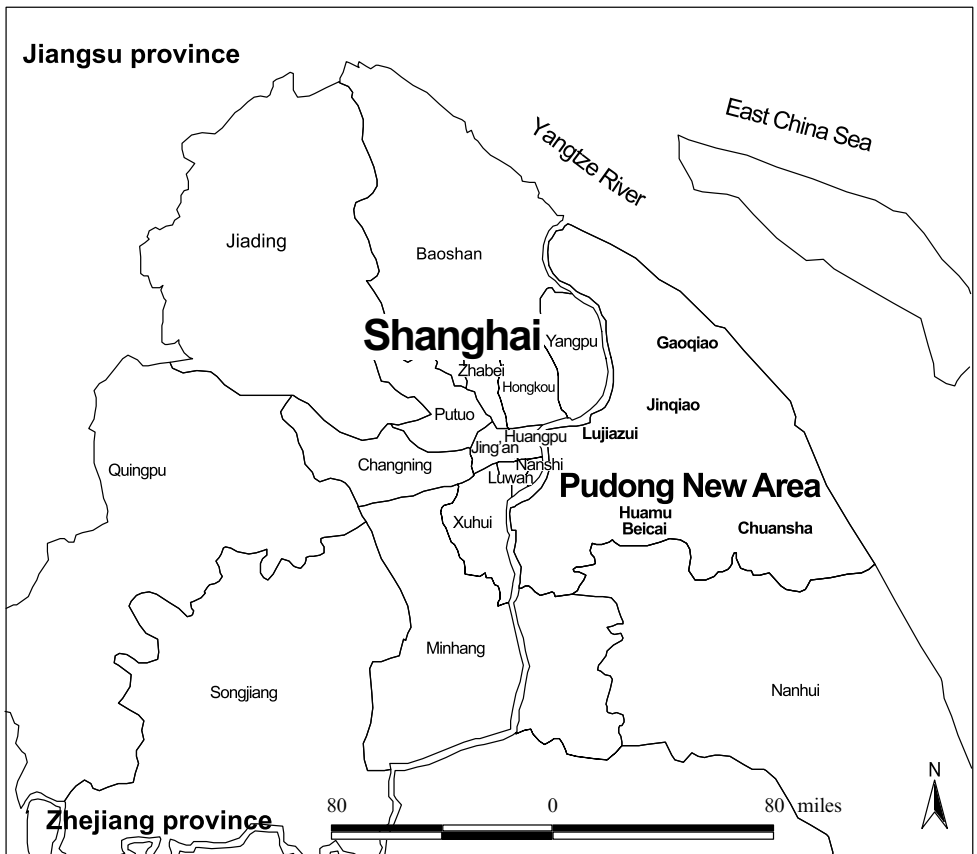 Jiangsu province
East China Sea
Yangtze River
Jiading
Baoshan
Shanghai
Yangpu
Gaoqiao
Zhabei
Hongkou
Jinqiao
Putuo
Huangpu
Lujiazui
Jing'an
Changning
Nanshi
Quingpu
Luwan
Pudong New Area
Xuhui
Huamu
Beicai
Chuansha
Minhang
Songjiang
Nanhui
N
80 0 80 miles
Zhejiang province